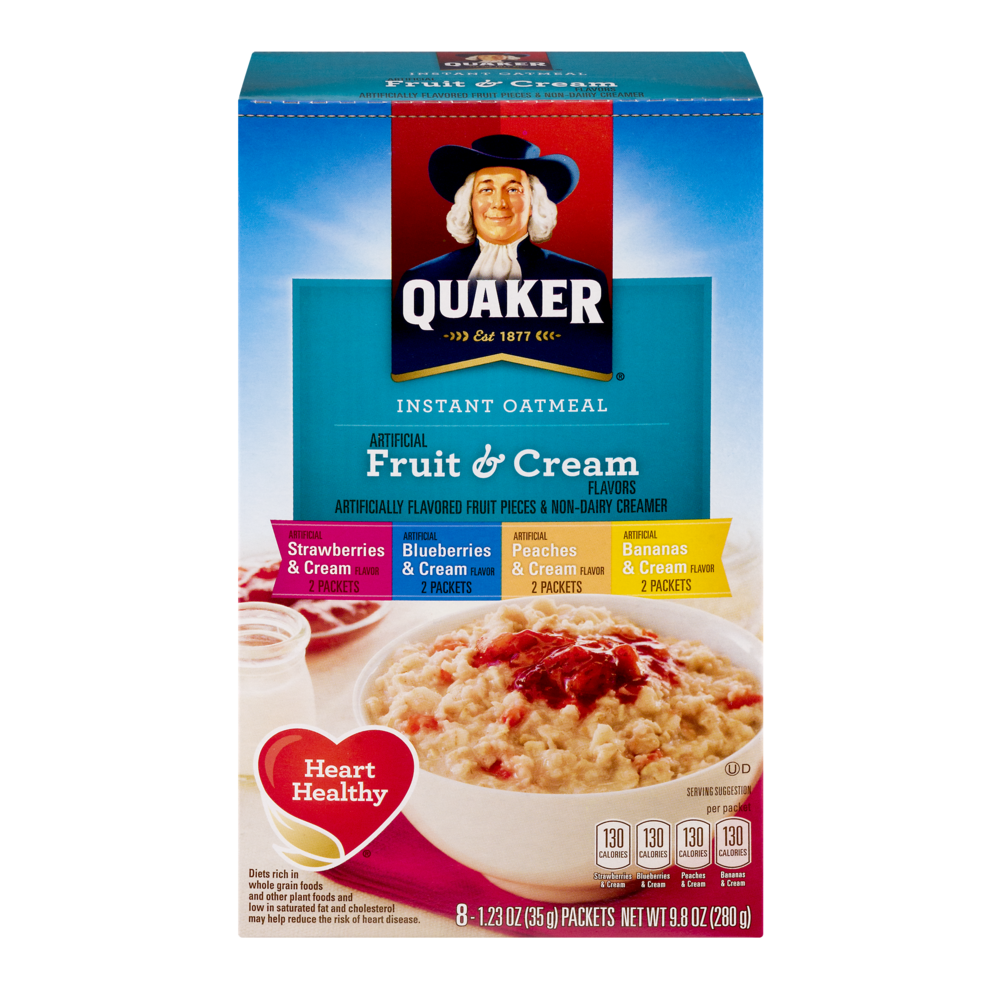 QUAKER
INSTANT OATMEAL
ARTIFICIAL
Fruit & Cream
FLAVORS
ARTIFICIALLY FLAVORED FRUIT PIECES & NON-DAIRY CREAMER
QUAKER
Est 1877
®
INSTANT OATMEAL
ARTIFICIAL
Fruit & Cream
FLAVORS
ARTIFICIALLY FLAVORED FRUIT PIECES & NON-DAIRY CREAMER
ARTIFICIAL ARTIFICIAL ARTIFICIAL ARTIFICIAL
Strawberries Blueberries Peaches Bananas
& Cream FLAVOR & Cream FLAVOR & Cream FLAVOR & Cream FLAVOR
2 PACKETS 2 PACKETS 2 PACKETS 2 PACKETS
Heart
Healthy
®
Diets rich in
whole grain foods
and other plant foods and
low in saturated fat and cholesterol
may help reduce the risk of heart disease.
U D
SERVING SUGGESTION
per packet
130 130 130 130
CALORIES CALORIES CALORIES CALORIES
Strawberries Blueberries Peaches Bananas
& Cream & Cream & Cream & Cream
8 - 1.23 OZ (35 g) PACKETS NET WT 9.8 OZ (280 g)